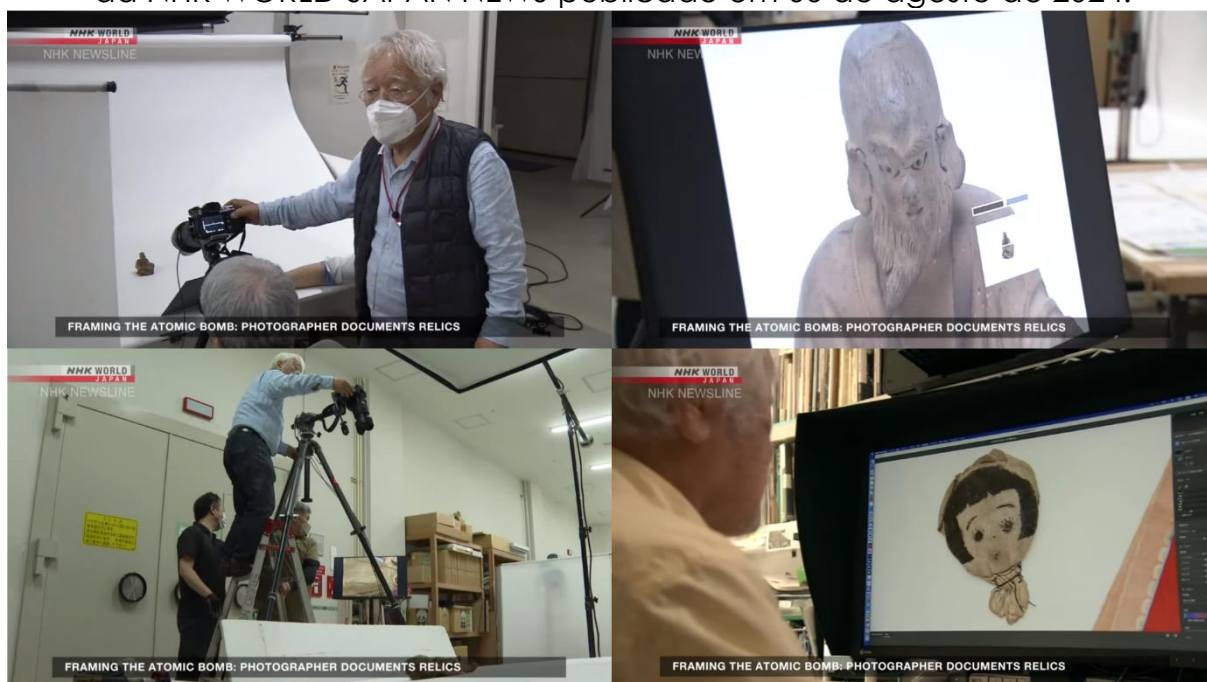 da NHK WORLD-JAPAN News publicado em 30 de agosto de 2024.
NHK WORLD
JAPAN
NHK NEWSLINE
FRAMING THE ATOMIC BOMB: PHOTOGRAPHER DOCUMENTS RELICS
NHK WORLD
JAPAN
NHK NEW
FRAMING THE ATOMIC BOMB: PHOTOGRAPHER DOCUMENTS RELICS
NHK WORLD
JAPAN
NHK NEWSLINE
FRAMING THE ATOMIC BOMB: PHOTOGRAPHER DOCUMENTS RELICS
NHK WORLD
JAPAN
NHK NEWSLINE
FRAMING THE ATOMIC BOMB: PHOTOGRAPHER DOCUMENTS RELICS